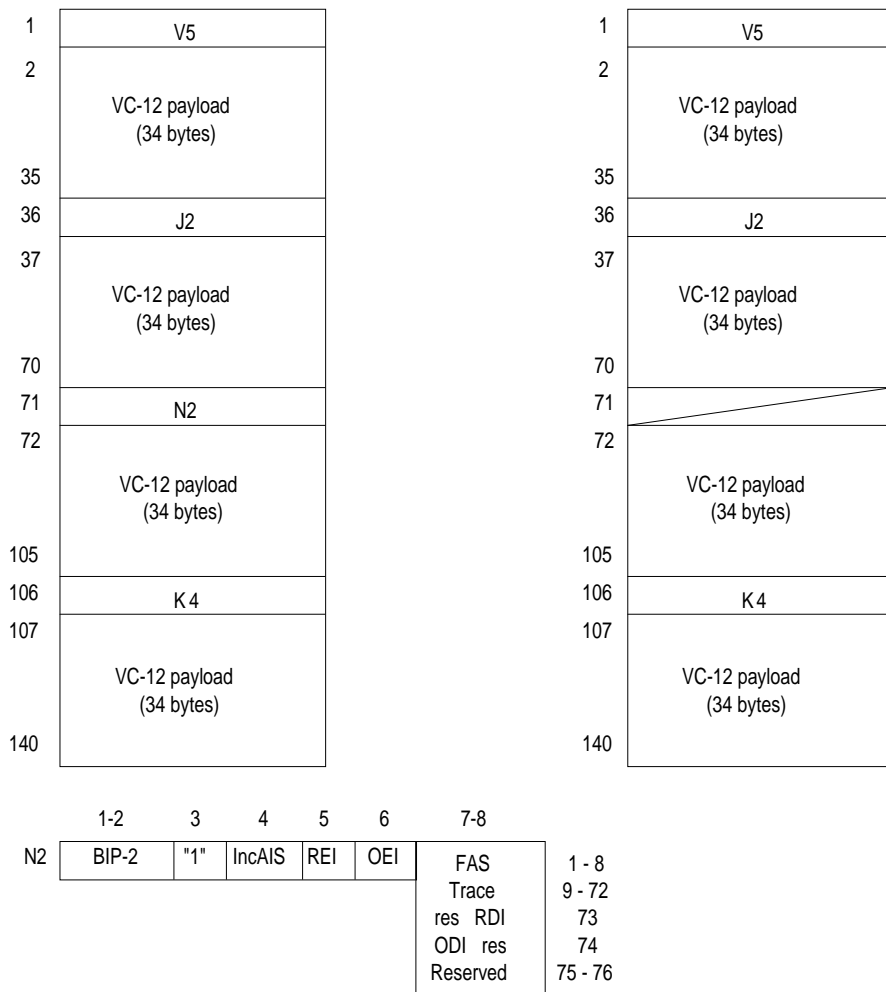 1 V5
2
VC-12 payload
(34 bytes)
35
36 J2
37
VC-12 payload
(34 bytes)
70
71 N2
72
VC-12 payload
(34 bytes)
105
106 K4
107
VC-12 payload
(34 bytes)
140
1 V5
2
VC-12 payload
(34 bytes)
35
36 J2
37
VC-12 payload
(34 bytes)
70
71
72
VC-12 payload
(34 bytes)
105
106 K4
107
VC-12 payload
(34 bytes)
140
1-2 3 4 5 6 7-8
N2 BIP-2 "1" IncAIS REI OEI
FAS 1 - 8
Trace 9 - 72
res RDI 73
ODI res 74
Reserved 75 - 76